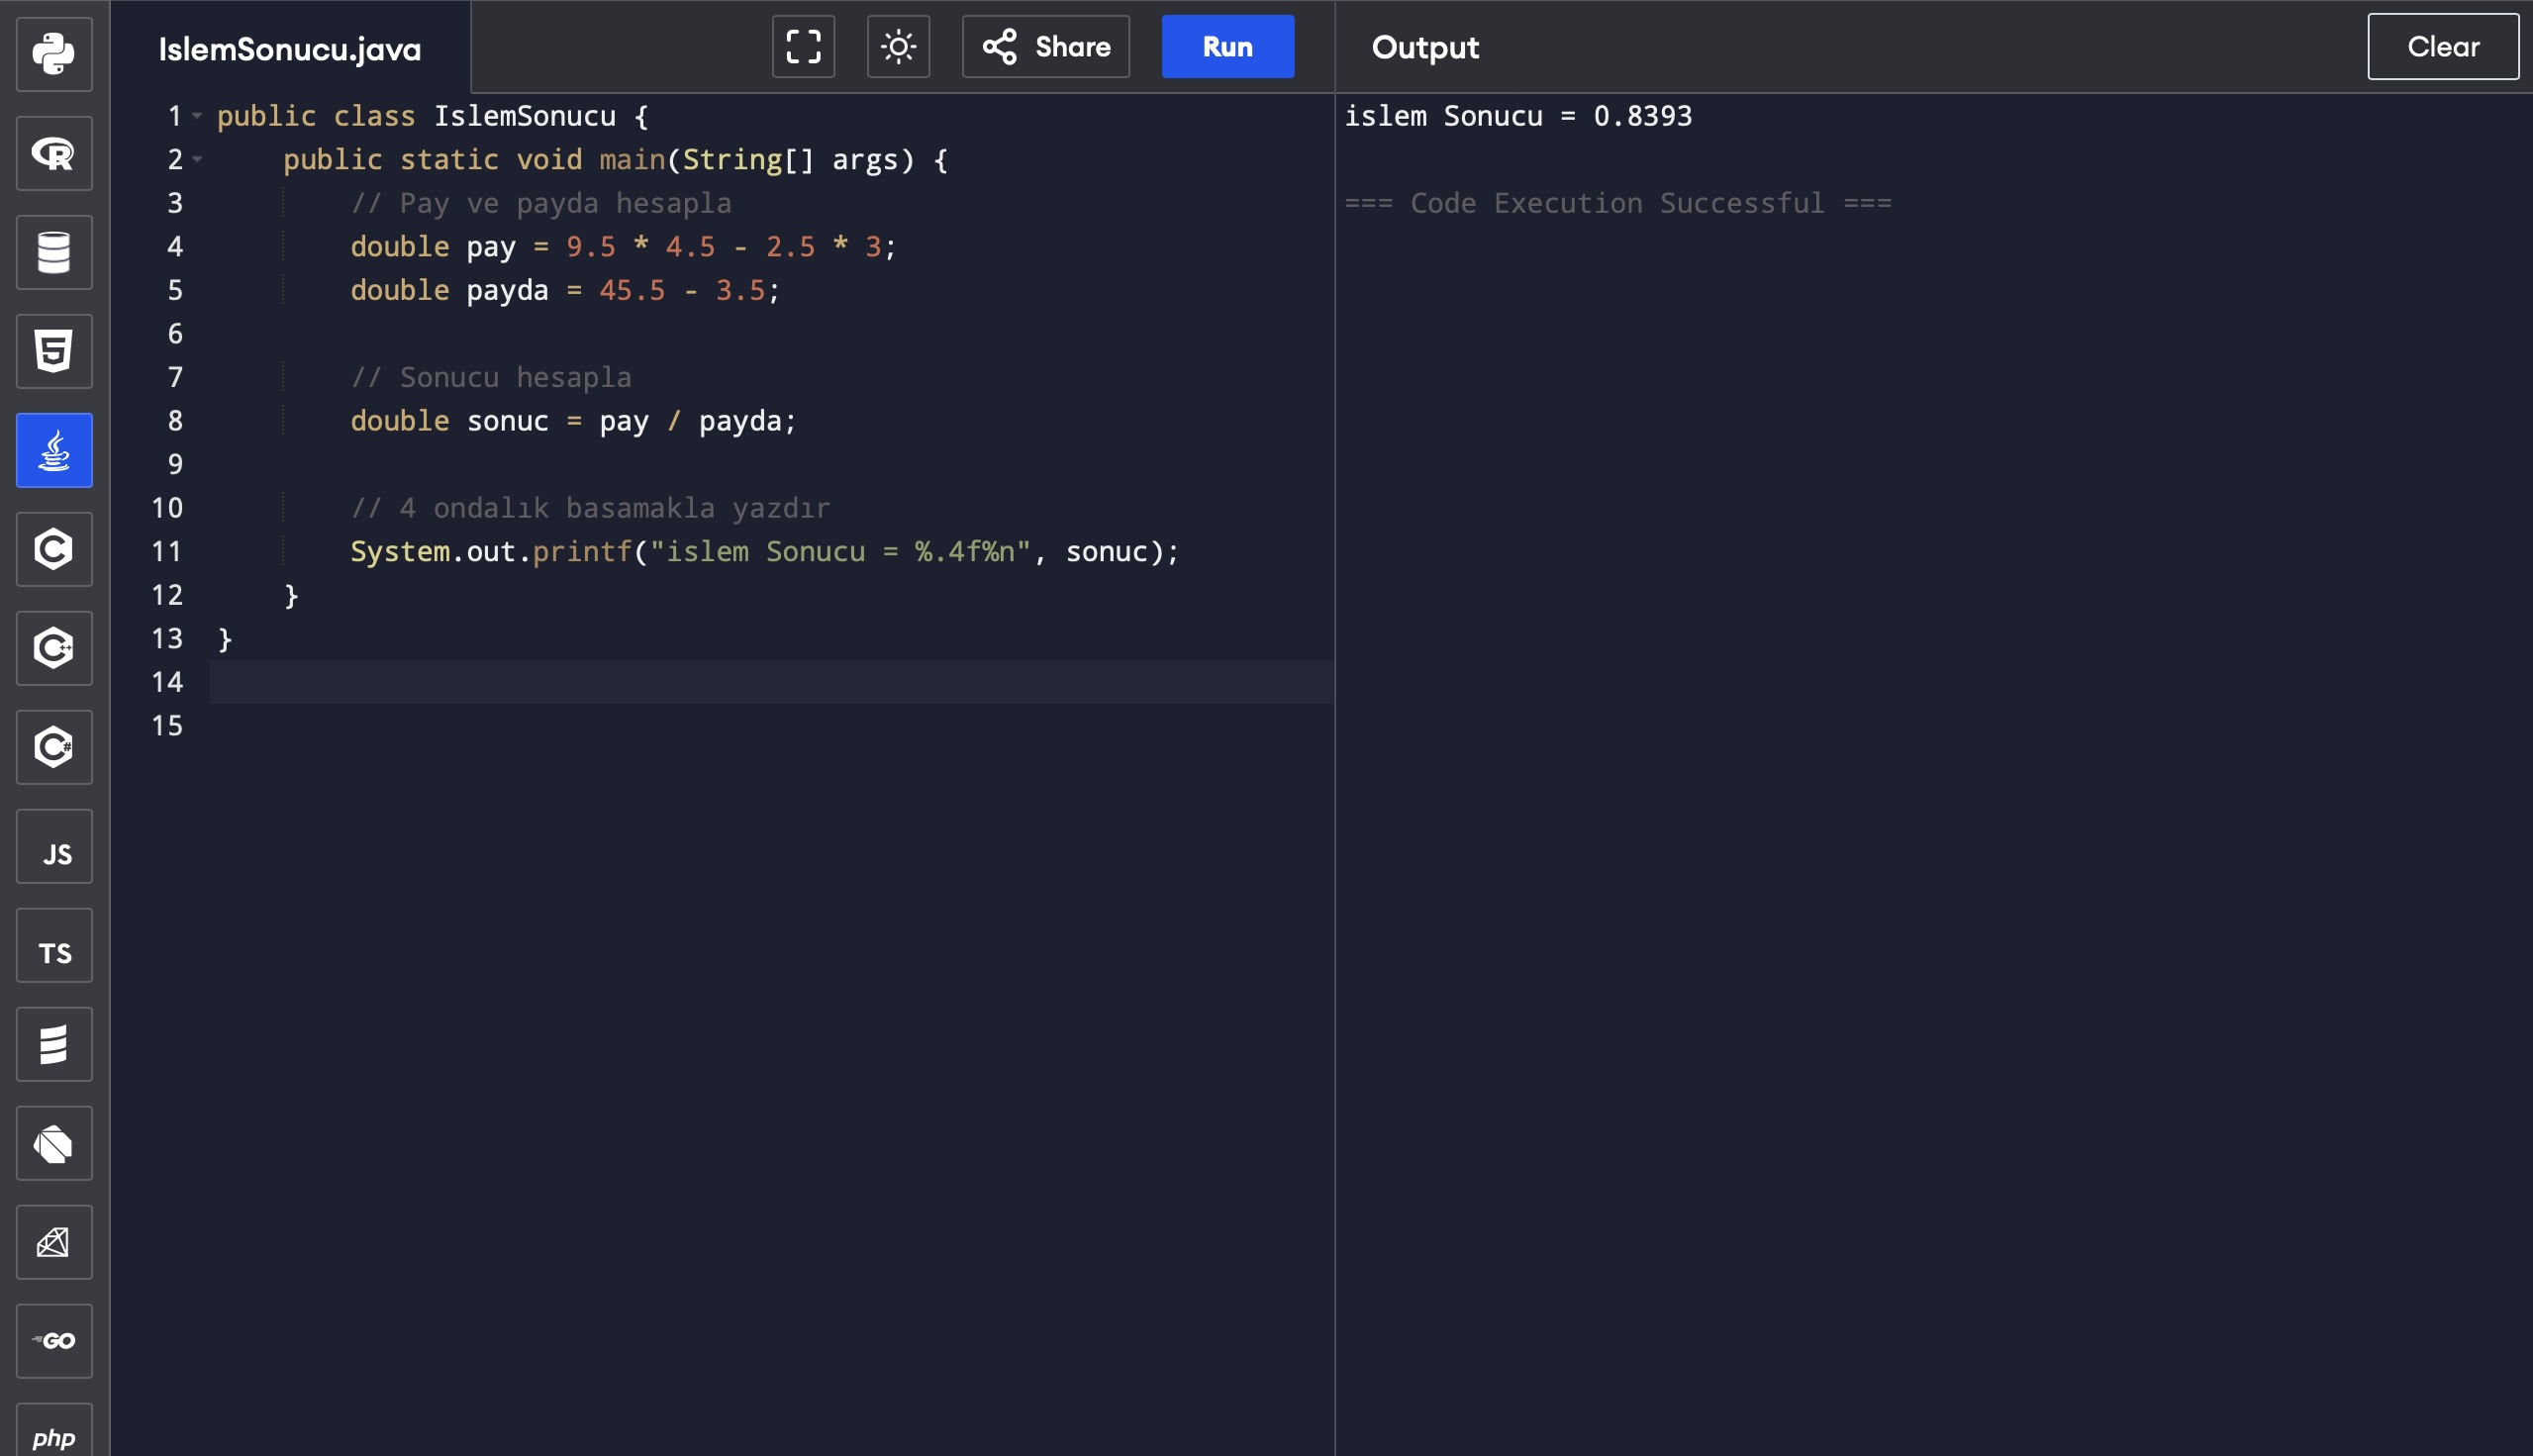 IslemSonucu.java
Share
Run
Output
Clear
1 public class IslemSonucu {
2     public static void main(String[] args) {
3         // Pay ve payda hesapla
4         double pay = 9.5 * 4.5 - 2.5 * 3;
5         double payda = 45.5 - 3.5;
6
7         // Sonucu hesapla
8         double sonuc = pay / payda;
9
10         // 4 ondalık basamakla yazdır
11         System.out.printf("islem Sonucu = %.4f%n", sonuc);
12     }
13 }
14
15
islem Sonucu = 0.8393
=== Code Execution Successful ===
R
5
C
C++
C#
JS
TS
GO
php